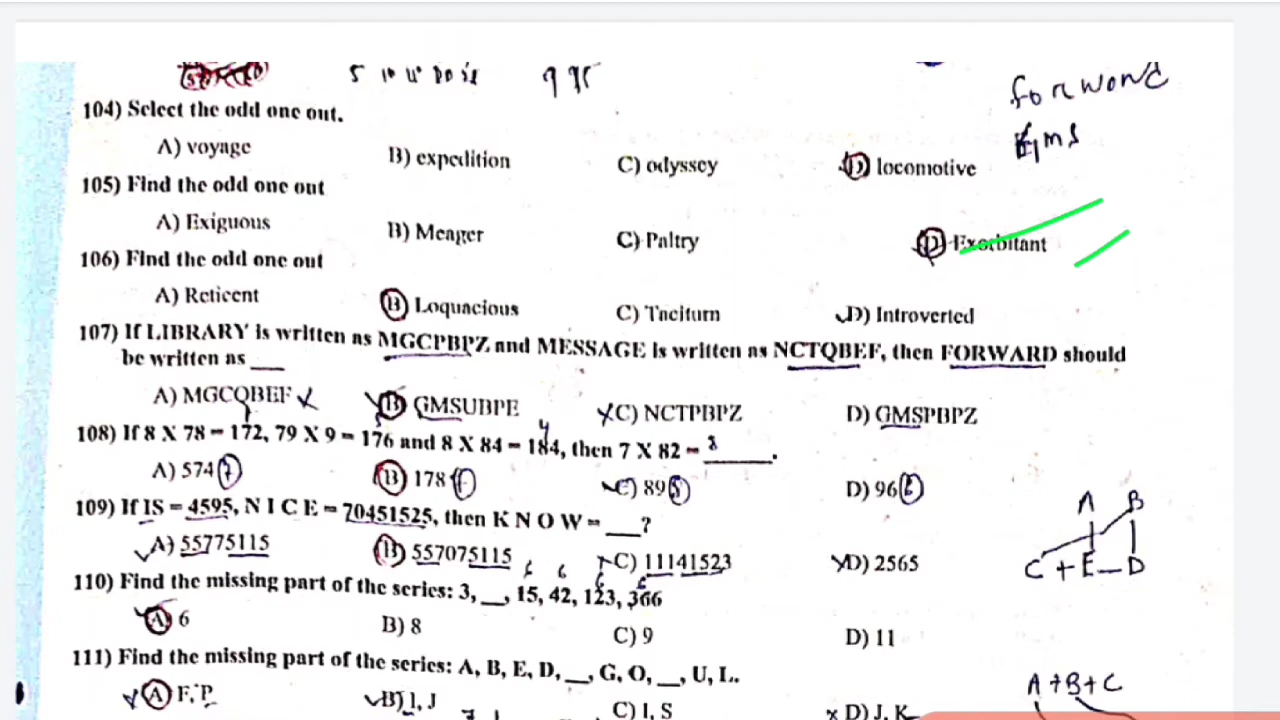 5 10
9 95
forword
104) Select the odd one out.
A) voyage B) expedition C) odyssey D) locomotive
105) Find the odd one out
A) Exiguous B) Meager C) Paltry D) Exorbitant
106) Find the odd one out
A) Reticent B) Loquacious C) Taciturn D) Introverted
107) If LIBRARY is written as MGCPBPZ and MESSAGE is written as NCTQBEF, then FORWARD should
be written as ___
A) MGCQBEF B) GMSUBPE C) NCTPBPZ D) GMSPBPZ
108) If 8 X 78 = 172, 79 X 9 = 176 and 8 X 84 = 184, then 7 X 82 = ______.
A) 574 B) 178 C) 89 D) 96
109) If IS = 4595, N I C E = 70451525, then K N O W = ___?
A) 55775115 B) 557075115 C) 11141523 D) 2565
A B
C + E — D
110) Find the missing part of the series: 3, __, 15, 42, 123, 366
A) 6 B) 8 C) 9 D) 11
111) Find the missing part of the series: A, B, E, D, __, G, O, __, U, L.
A + B + C
A) F, P B) I, J C) I, S D) J, K